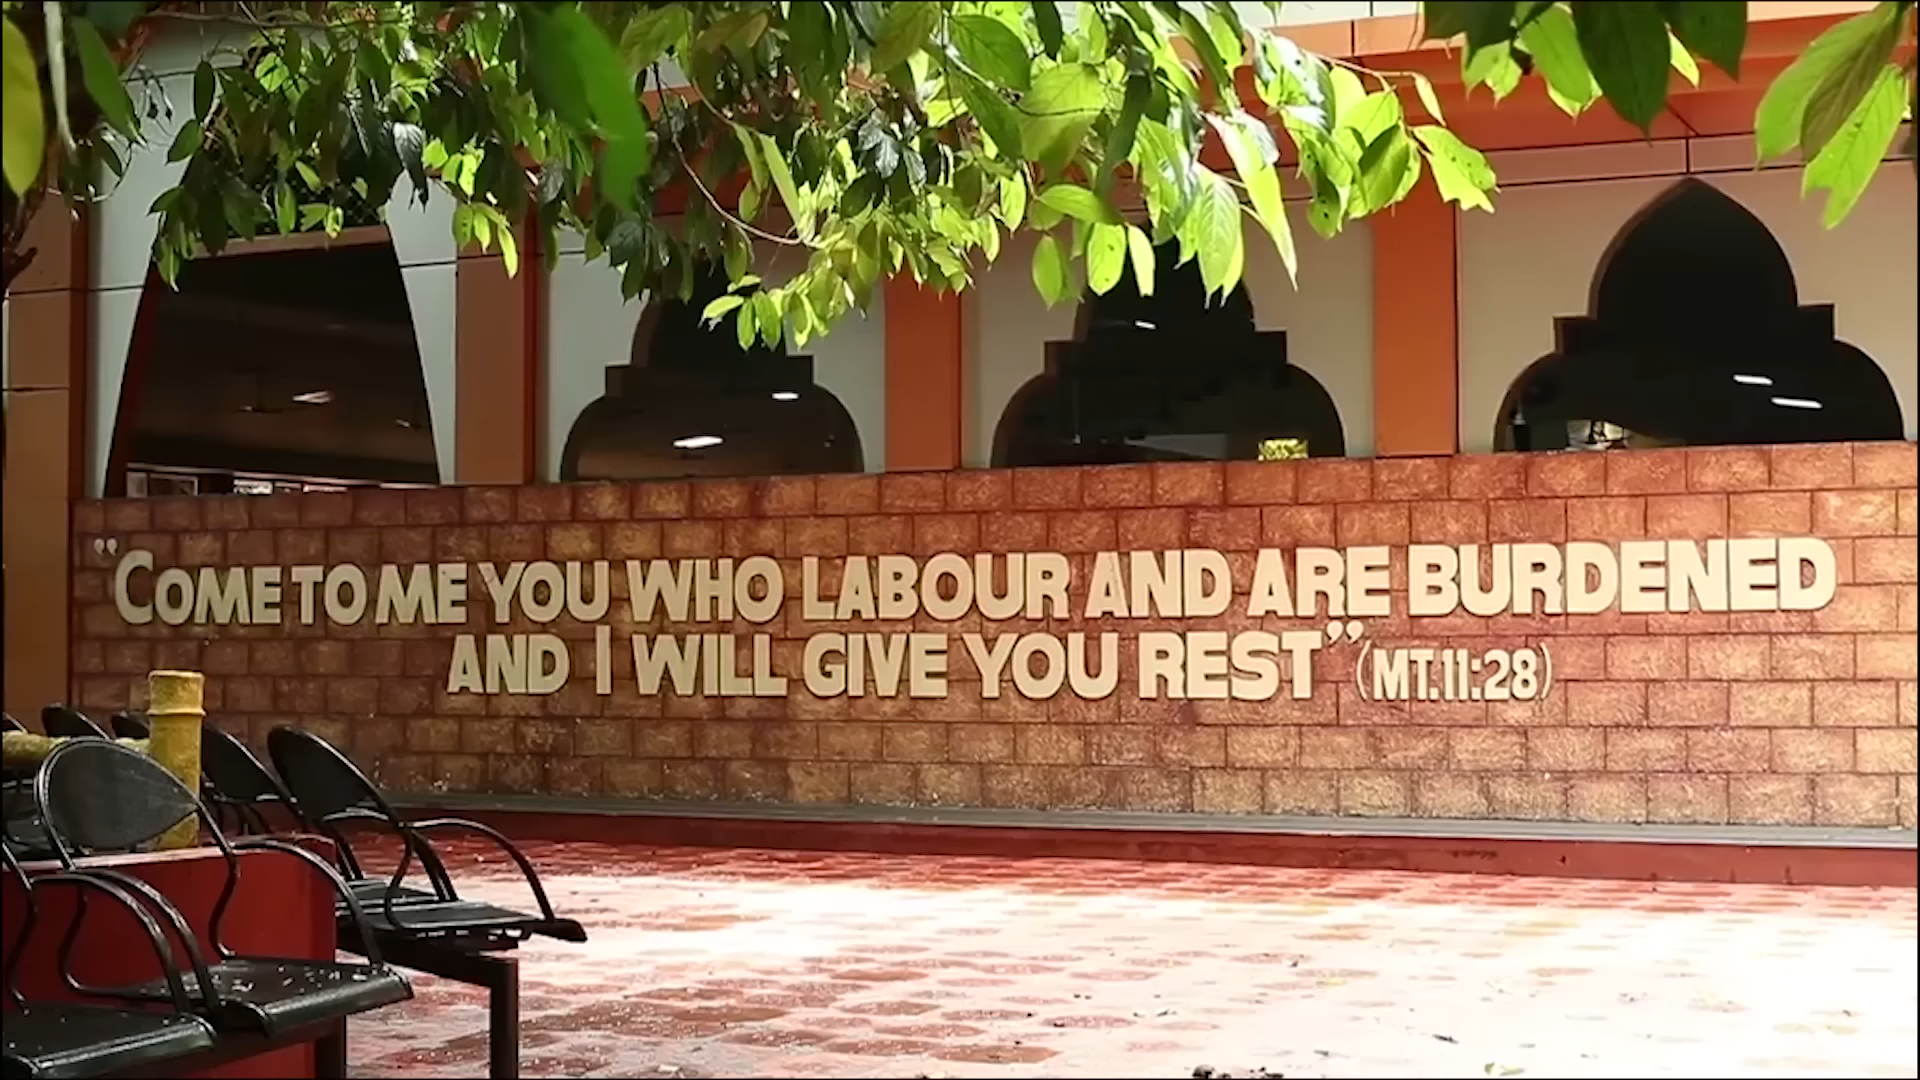 "COME TO ME YOU WHO LABOUR AND ARE BURDENED
AND I WILL GIVE YOU REST" (MT.11:28)